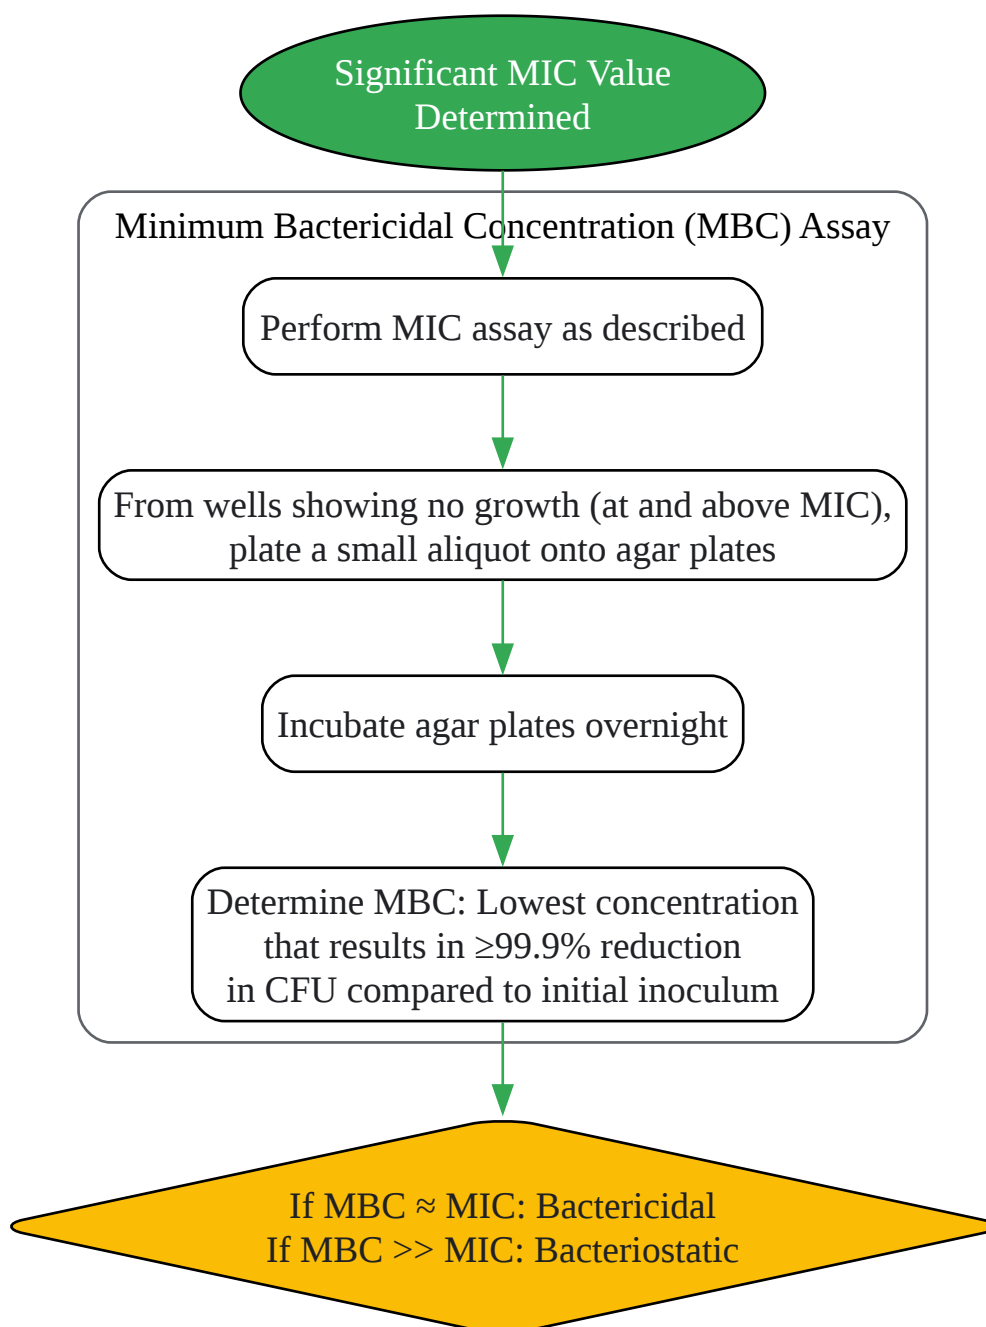 Significant MIC Value
Determined
Minimum Bactericidal Concentration (MBC) Assay
Perform MIC assay as described
From wells showing no growth (at and above MIC),
plate a small aliquot onto agar plates
Incubate agar plates overnight
Determine MBC: Lowest concentration
that results in ≥99.9% reduction
in CFU compared to initial inoculum
If MBC ≈ MIC: Bactericidal
If MBC >> MIC: Bacteriostatic